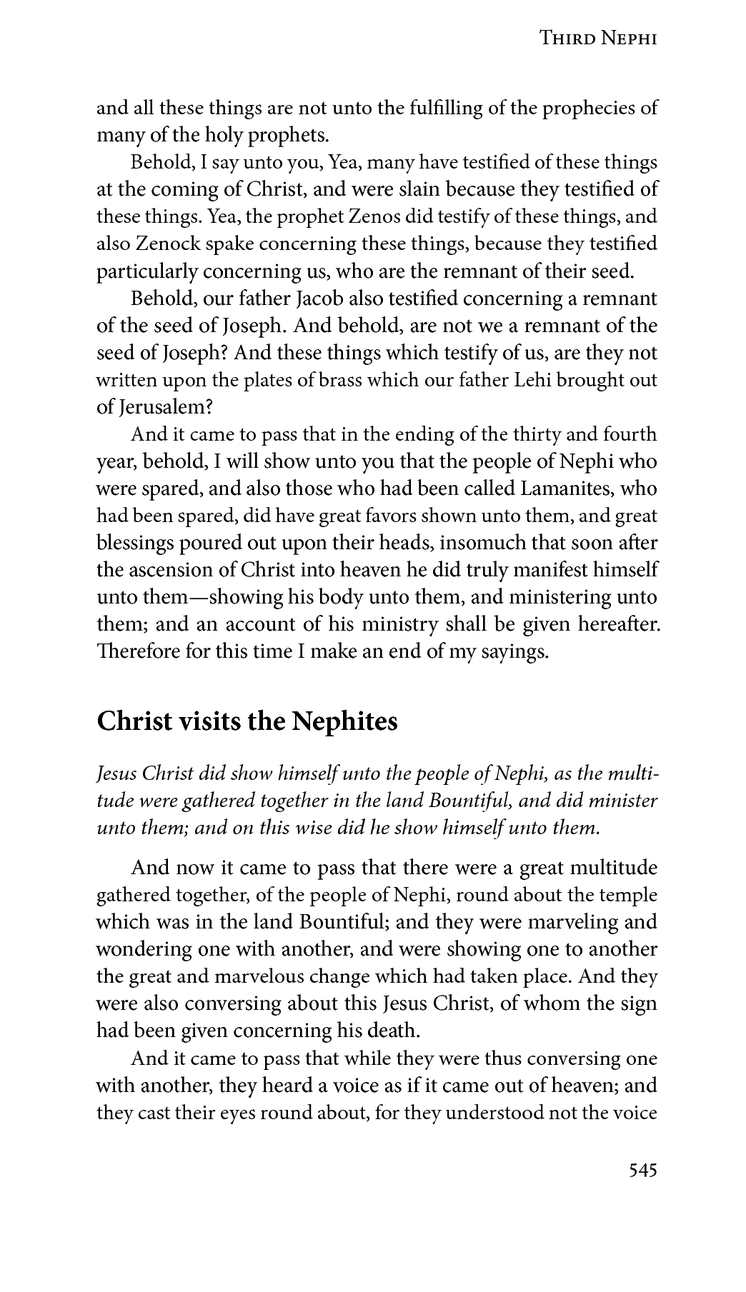 Third Nephi
and all these things are not unto the fulfilling of the prophecies of
many of the holy prophets.
Behold, I say unto you, Yea, many have testified of these things
at the coming of Christ, and were slain because they testified of
these things. Yea, the prophet Zenos did testify of these things, and
also Zenock spake concerning these things, because they testified
particularly concerning us, who are the remnant of their seed.
Behold, our father Jacob also testified concerning a remnant
of the seed of Joseph. And behold, are not we a remnant of the
seed of Joseph? And these things which testify of us, are they not
written upon the plates of brass which our father Lehi brought out
of Jerusalem?
And it came to pass that in the ending of the thirty and fourth
year, behold, I will show unto you that the people of Nephi who
were spared, and also those who had been called Lamanites, who
had been spared, did have great favors shown unto them, and great
blessings poured out upon their heads, insomuch that soon after
the ascension of Christ into heaven he did truly manifest himself
unto them—showing his body unto them, and ministering unto
them; and an account of his ministry shall be given hereafter.
Therefore for this time I make an end of my sayings.
Christ visits the Nephites
Jesus Christ did show himself unto the people of Nephi, as the multi-
tude were gathered together in the land Bountiful, and did minister
unto them; and on this wise did he show himself unto them.
And now it came to pass that there were a great multitude
gathered together, of the people of Nephi, round about the temple
which was in the land Bountiful; and they were marveling and
wondering one with another, and were showing one to another
the great and marvelous change which had taken place. And they
were also conversing about this Jesus Christ, of whom the sign
had been given concerning his death.
And it came to pass that while they were thus conversing one
with another, they heard a voice as if it came out of heaven; and
they cast their eyes round about, for they understood not the voice
545